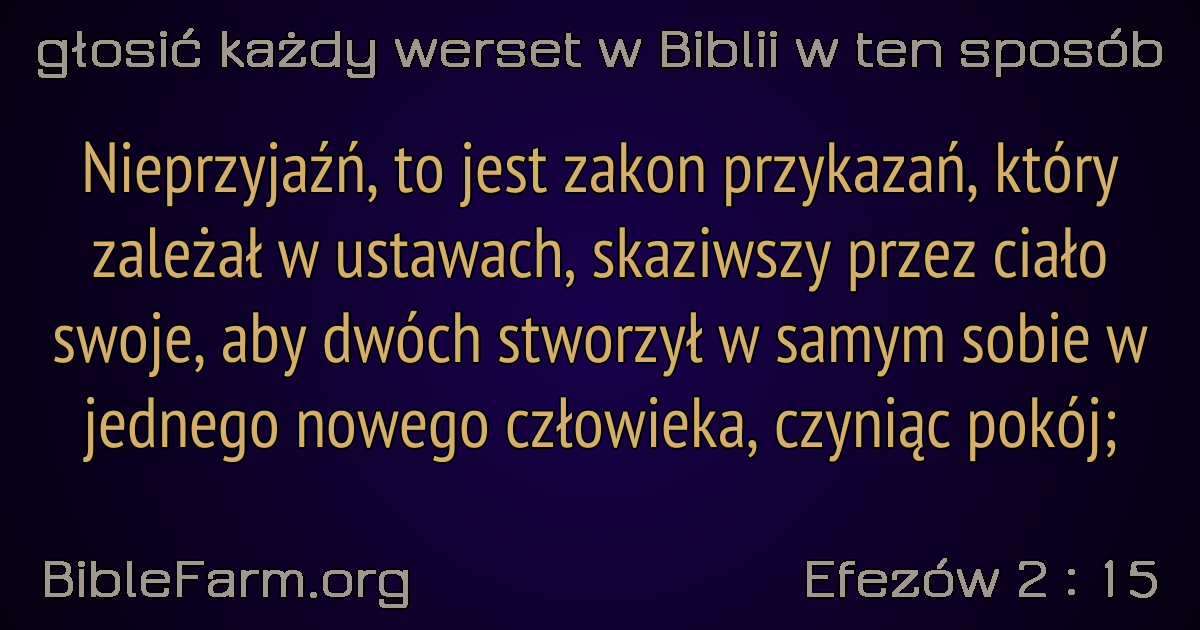 głosić każdy werset w Biblii w ten sposób
Nieprzyjaźń, to jest zakon przykazań, który
zależał w ustawach, skaziwszy przez ciało
swoje, aby dwóch stworzył w samym sobie w
jednego nowego człowieka, czyniąc pokój;
BibleFarm.org
Efezów 2 : 15